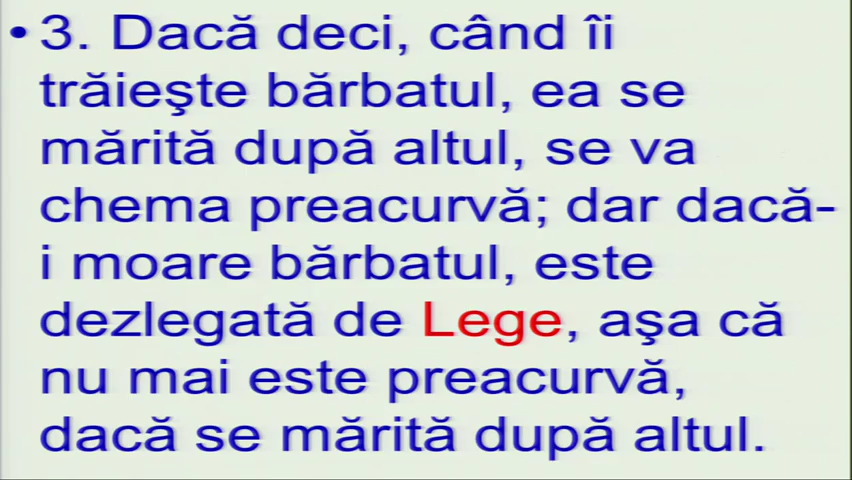 • 3. Dacă deci, când îi
trăieşte bărbatul, ea se
mărită după altul, se va
chema preacurvă; dar dacă-
i moare bărbatul, este
dezlegată de Lege, aşa că
nu mai este preacurvă,
dacă se mărită după altul.